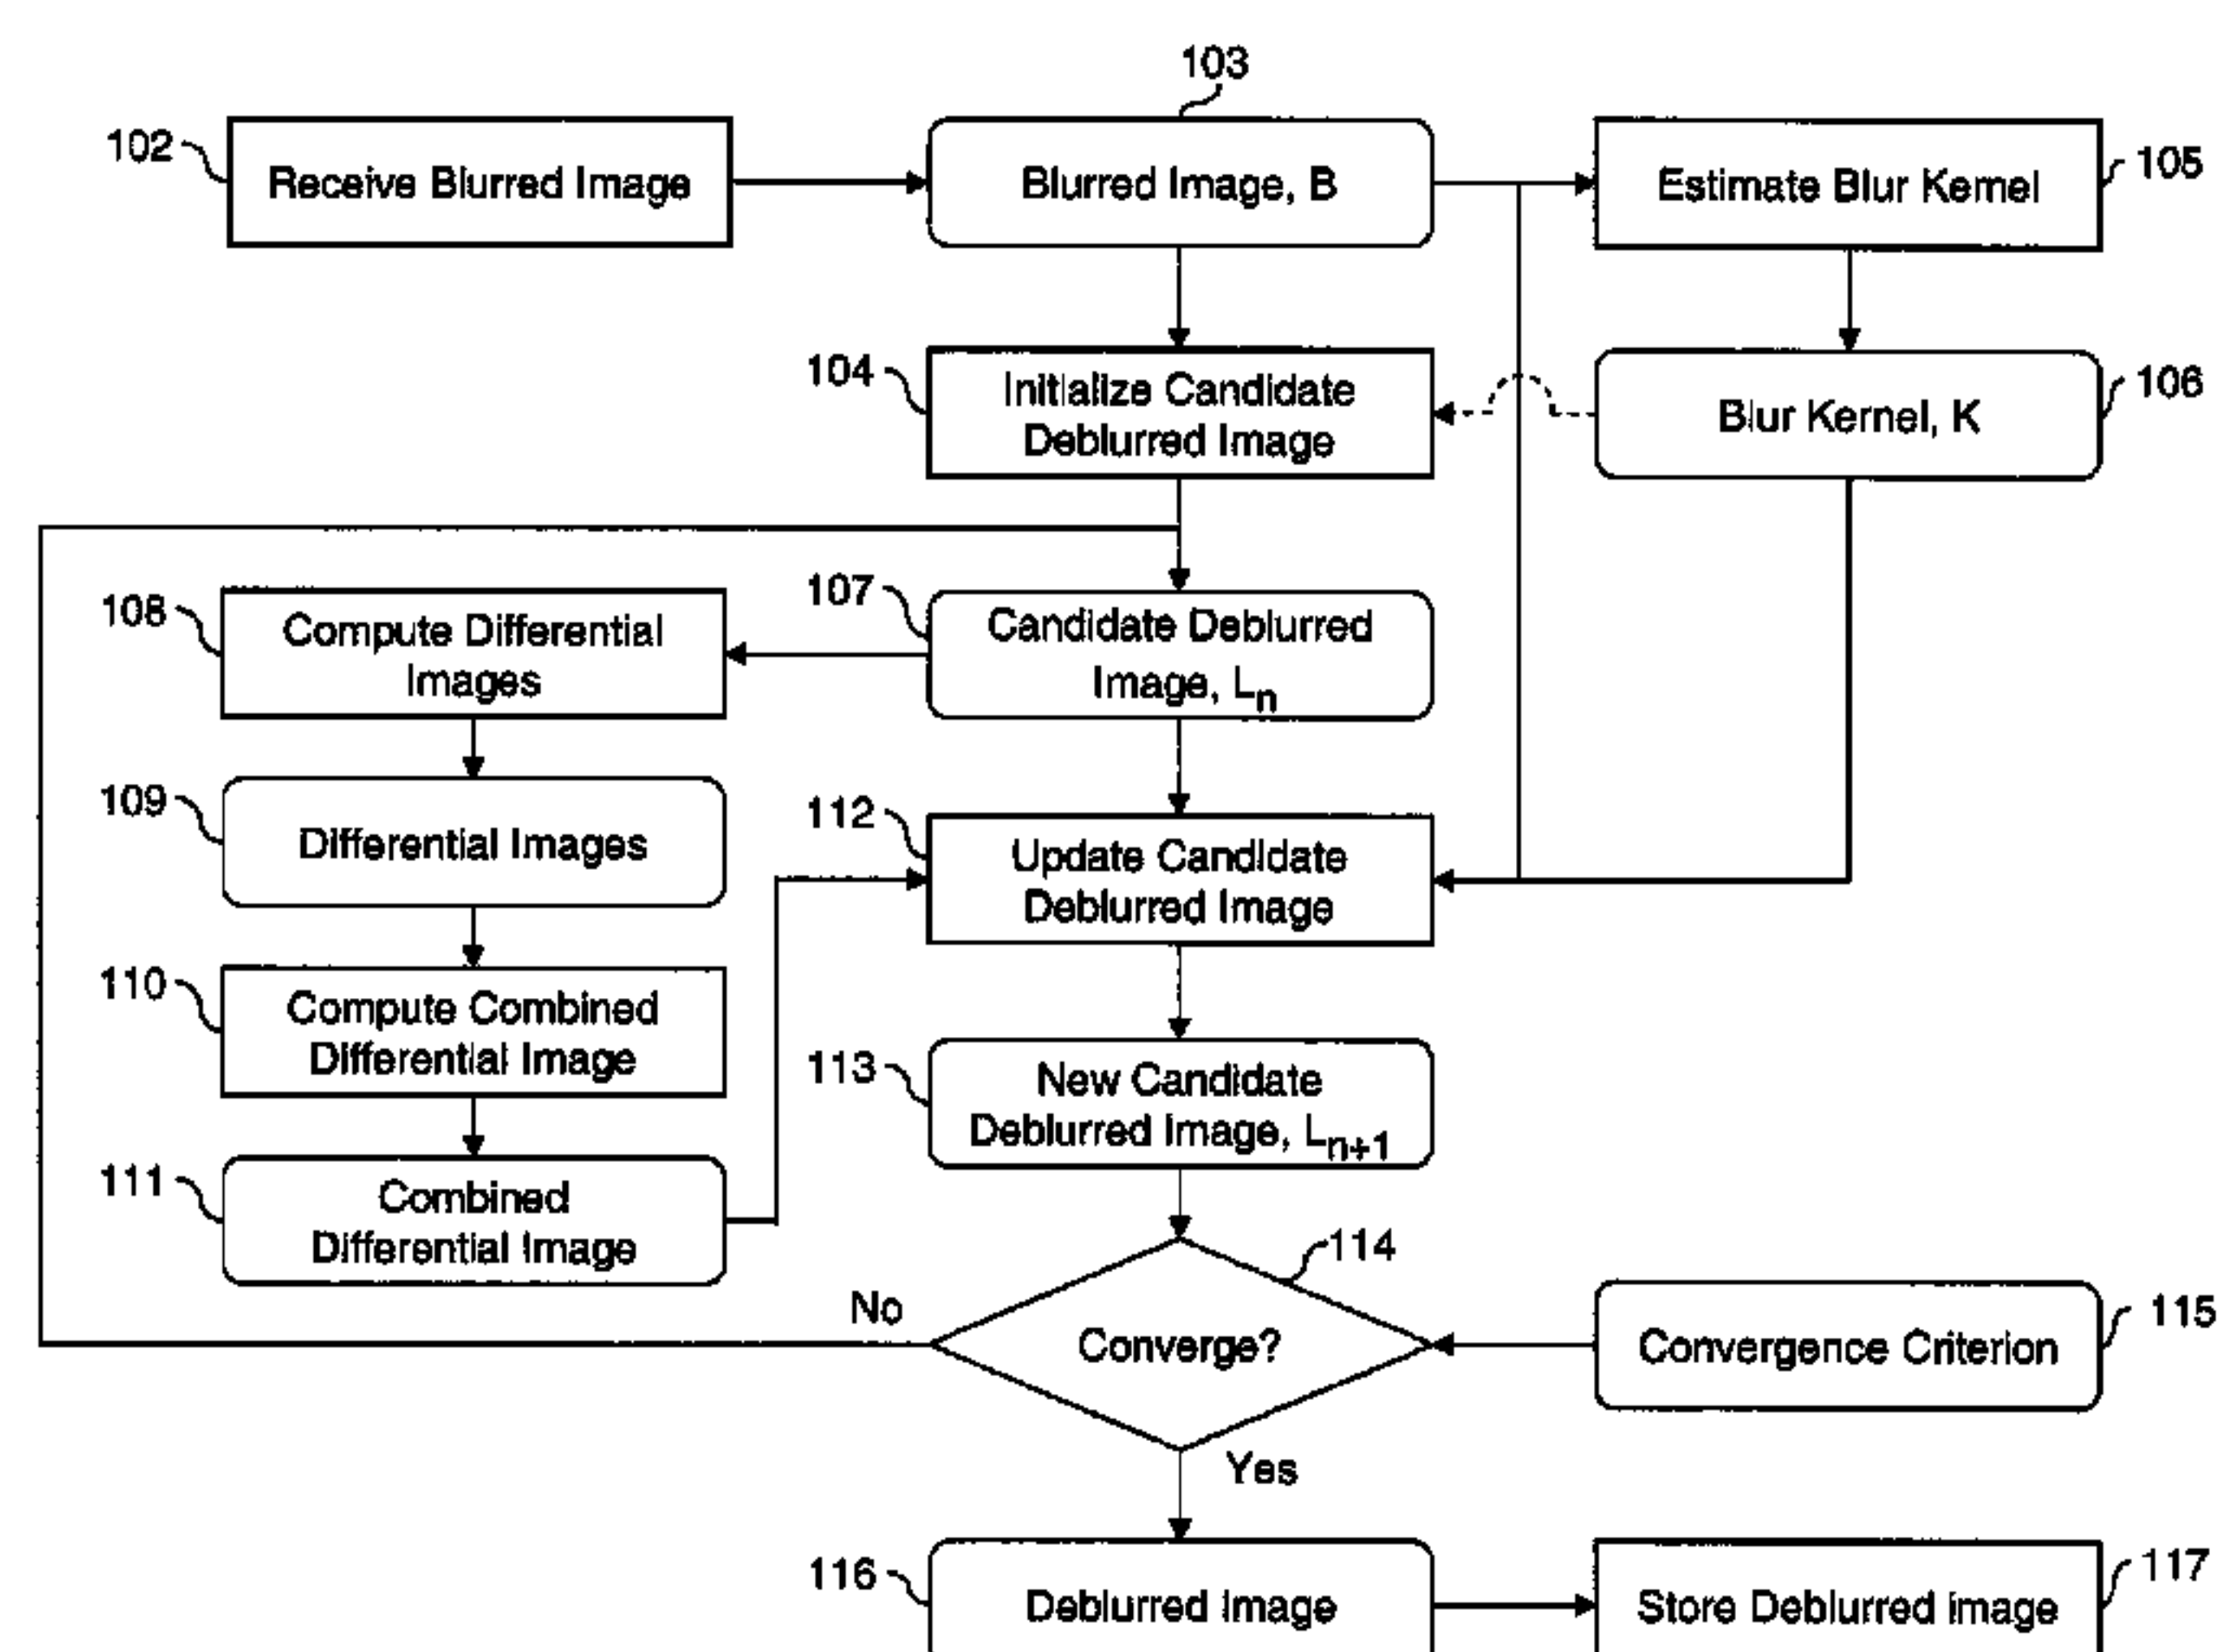 103
102
Receive Blurred Image
Blurred Image, B
Estimate Blur Kernel
105
104
Initialize Candidate
Deblurred Image
Blur Kernel, K
106
107
Candidate Deblurred
Image, Ln
108
Compute Differential
Images
109
Differential Images
112
Update Candidate
Deblurred Image
110
Compute Combined
Differential Image
113
New Candidate
Deblurred Image, Ln+1
111
Combined
Differential Image
114
No
Converge?
Convergence Criterion
115
Yes
116
Deblurred Image
Store Deblurred image
117